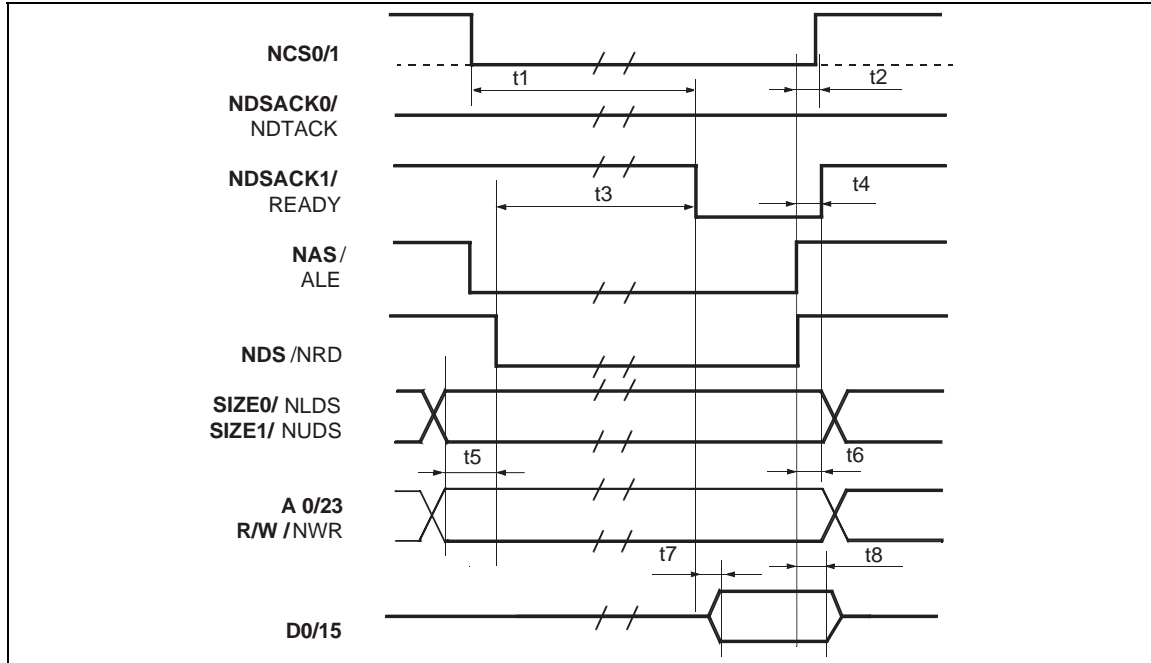 NCS0/1
t1
t2
NDSACK0/
NDTACK
NDSACK1/
READY
t3
t4
NAS/
ALE
NDS /NRD
SIZE0/ NLDS
SIZE1/ NUDS
t5
t6
A 0/23
R/W /NWR
t7
t8
D0/15